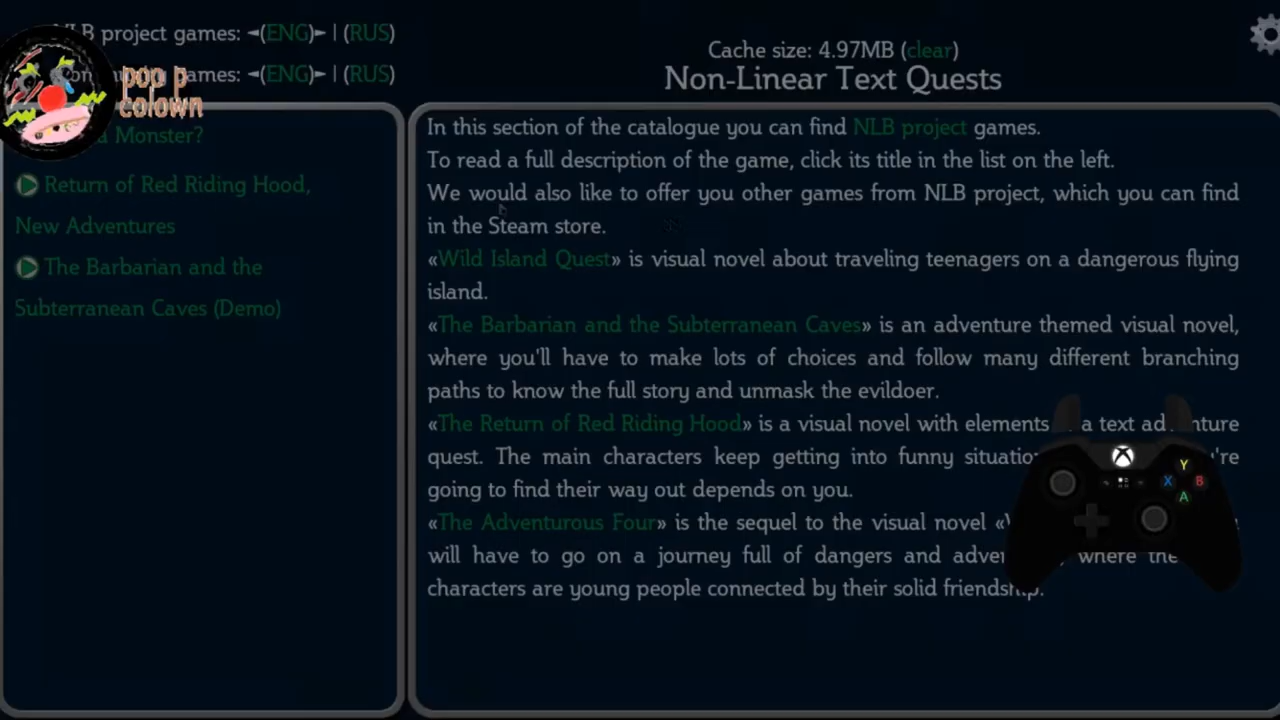 NLB project games: ◄(ENG)► | (RUS)
games: ◄(ENG)► | (RUS)
pop p
colown
Cache size: 4.97MB (clear)
Non-Linear Text Quests
a Monster?
Return of Red Riding Hood,
New Adventures
The Barbarian and the
Subterranean Caves (Demo)
In this section of the catalogue you can find NLB project games.
To read a full description of the game, click its title in the list on the left.
We would also like to offer you other games from NLB project, which you can find
in the Steam store.
«Wild Island Quest» is visual novel about traveling teenagers on a dangerous flying
island.
«The Barbarian and the Subterranean Caves» is an adventure themed visual novel,
where you'll have to make lots of choices and follow many different branching
paths to know the full story and unmask the evildoer.
«The Return of Red Riding Hood» is a visual novel with elements a text adventure
quest. The main characters keep getting into funny situation
going to find their way out depends on you.
«The Adventurous Four» is the sequel to the visual novel
will have to go on a journey full of dangers and where the
characters are young people connected by their solid friendship.
Y
X B
A